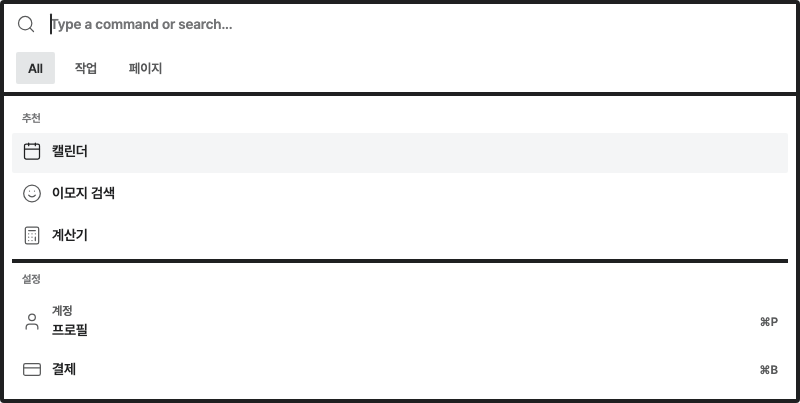 Type a command or search...
All 작업 페이지
추천
캘린더
이모지 검색
계산기
설정
계정
프로필 ⌘P
결제 ⌘B